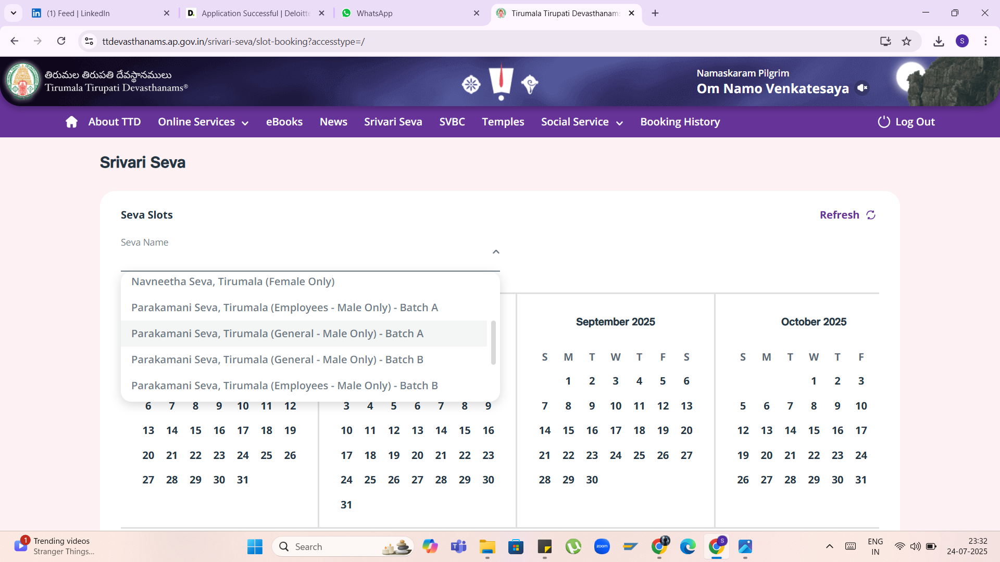 (1) Feed | LinkedIn
Application Successful | Deloitte
WhatsApp
Tirumala Tirupati Devasthanams
ttdevasthanams.ap.gov.in/srivari-seva/slot-booking?accesstype=/
S
తిరుమల తిరుపతి దేవస్థానములు
Tirumala Tirupati Devasthanams®
Namaskaram Pilgrim
Om Namo Venkatesaya
About TTD Online Services eBooks News Srivari Seva SVBC Temples Social Service Booking History Log Out
Srivari Seva
Seva Slots
Refresh
Seva Name
Navneetha Seva, Tirumala (Female Only)
Parakamani Seva, Tirumala (Employees - Male Only) - Batch A
Parakamani Seva, Tirumala (General - Male Only) - Batch A
Parakamani Seva, Tirumala (General - Male Only) - Batch B
Parakamani Seva, Tirumala (Employees - Male Only) - Batch B
6 7 8 9 10 11 12
13 14 15 16 17 18 19
20 21 22 23 24 25 26
27 28 29 30 31
3 4 5 6 7 8 9
10 11 12 13 14 15 16
17 18 19 20 21 22 23
24 25 26 27 28 29 30
31
September 2025
S M T W T F S
1 2 3 4 5 6
7 8 9 10 11 12 13
14 15 16 17 18 19 20
21 22 23 24 25 26 27
28 29 30
October 2025
S M T W T F
1 2 3
5 6 7 8 9 10
12 13 14 15 16 17
19 20 21 22 23 24
26 27 28 29 30 31
1
Trending videos
Stranger Things...
Search
zoom
S
ENG
IN
23:32
24-07-2025